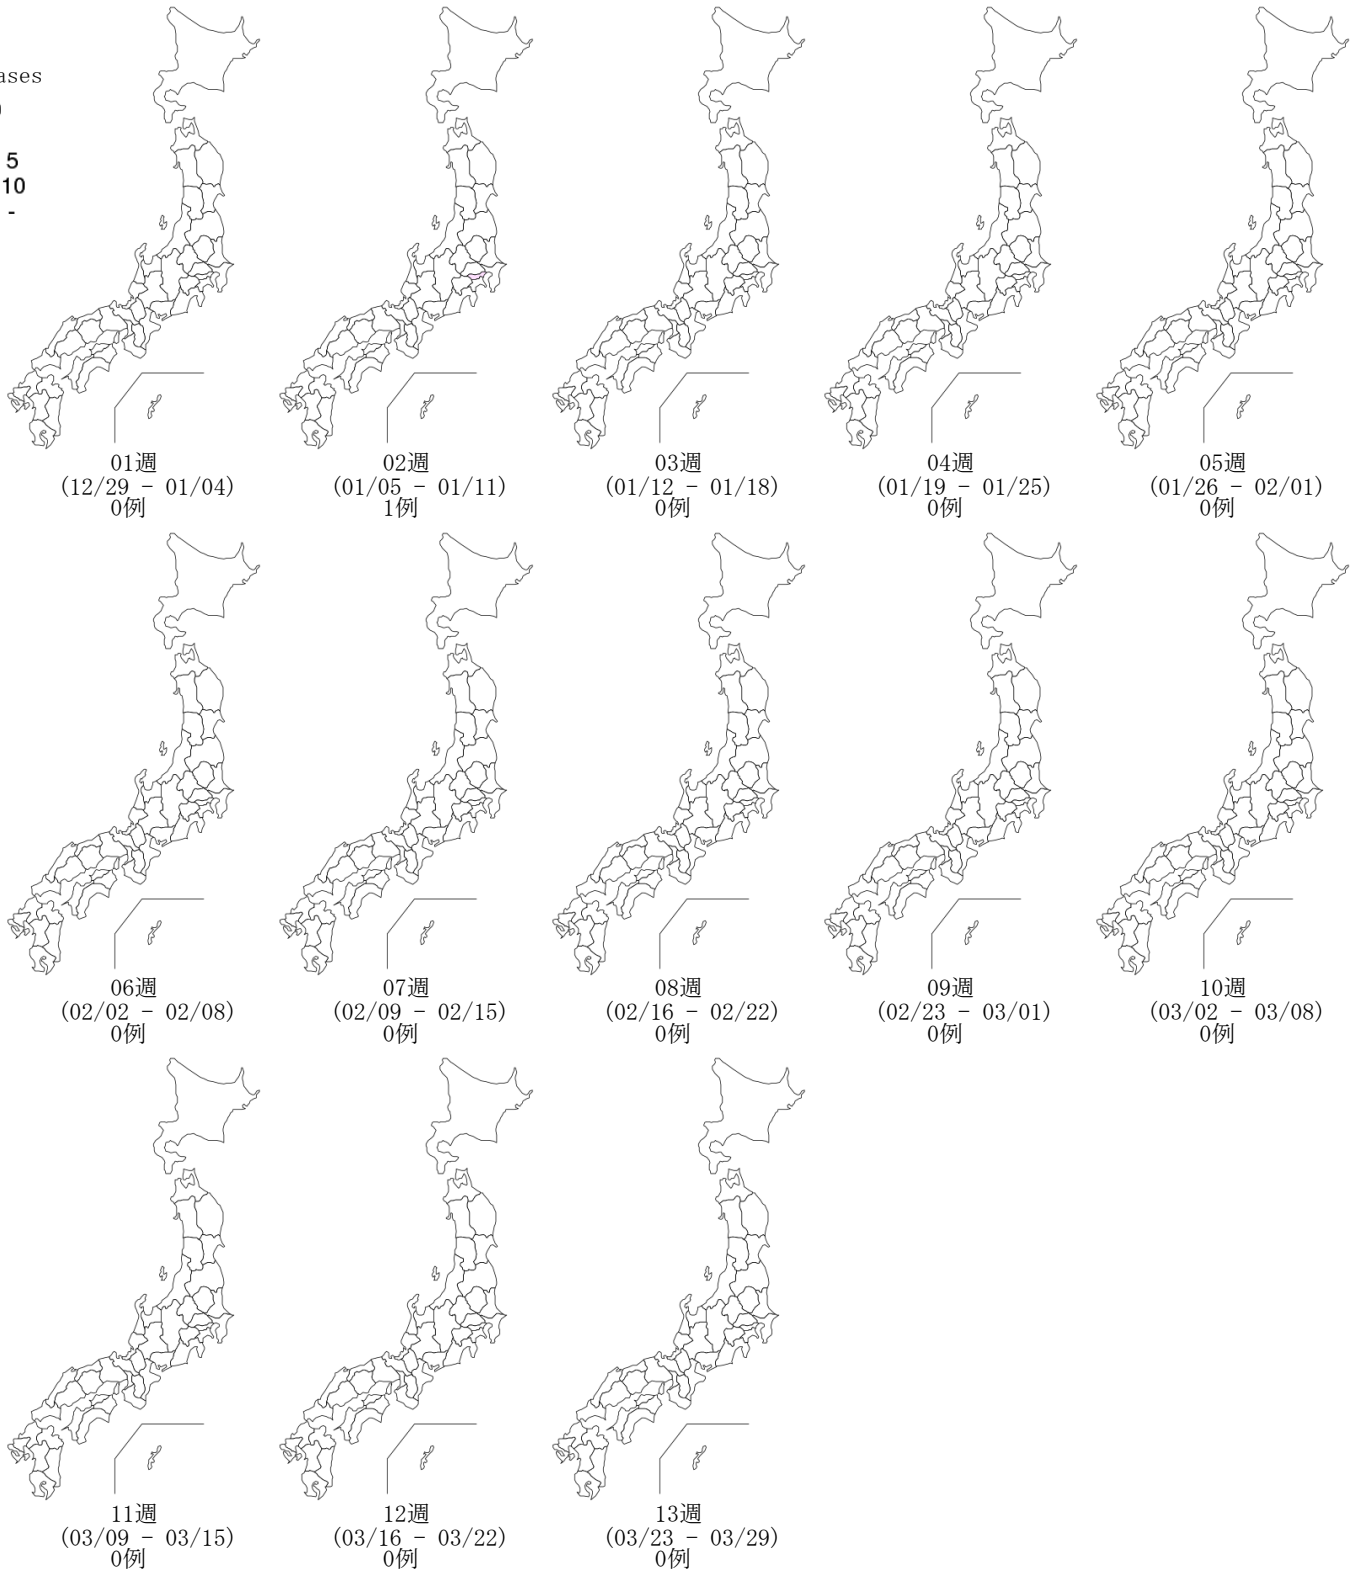 ases
5
10
-
01週
(12/29 - 01/04)
0例
02週
(01/05 - 01/11)
1例
03週
(01/12 - 01/18)
0例
04週
(01/19 - 01/25)
0例
05週
(01/26 - 02/01)
0例
06週
(02/02 - 02/08)
0例
07週
(02/09 - 02/15)
0例
08週
(02/16 - 02/22)
0例
09週
(02/23 - 03/01)
0例
10週
(03/02 - 03/08)
0例
11週
(03/09 - 03/15)
0例
12週
(03/16 - 03/22)
0例
13週
(03/23 - 03/29)
0例